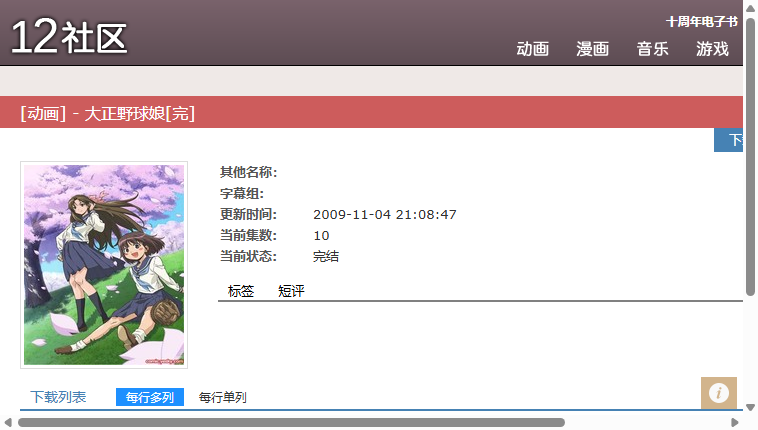 12社区
十周年电子书
动画 漫画 音乐 游戏
[动画] - 大正野球娘[完]
下
其他名称：
字幕组：
更新时间： 2009-11-04 21:08:47
当前集数： 10
当前状态： 完结
标签 短评
下载列表 每行多列 每行单列
i